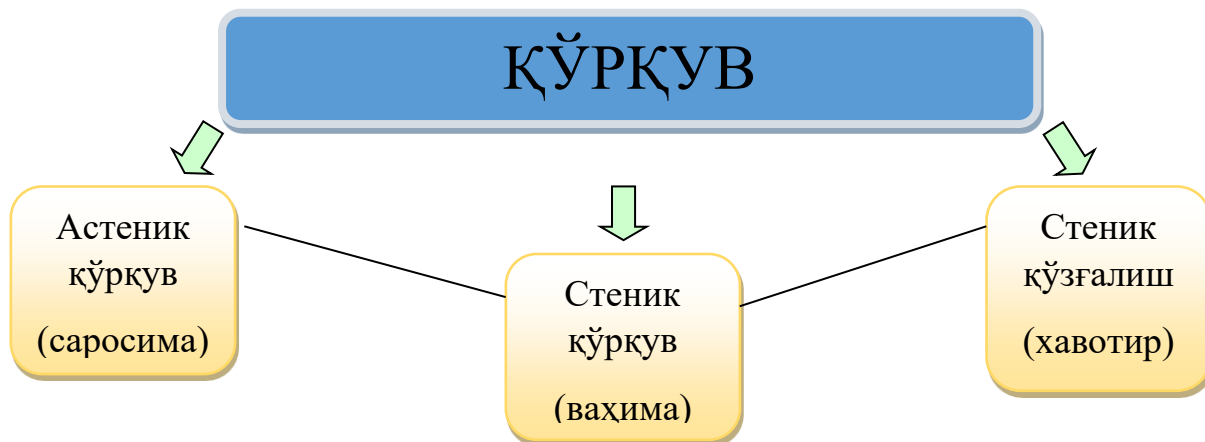 ҚЎРҚУВ
Астеник
қўрқув
(саросима)
Стеник
қўрқув
(ваҳима)
Стеник
қўзғалиш
(хавотир)